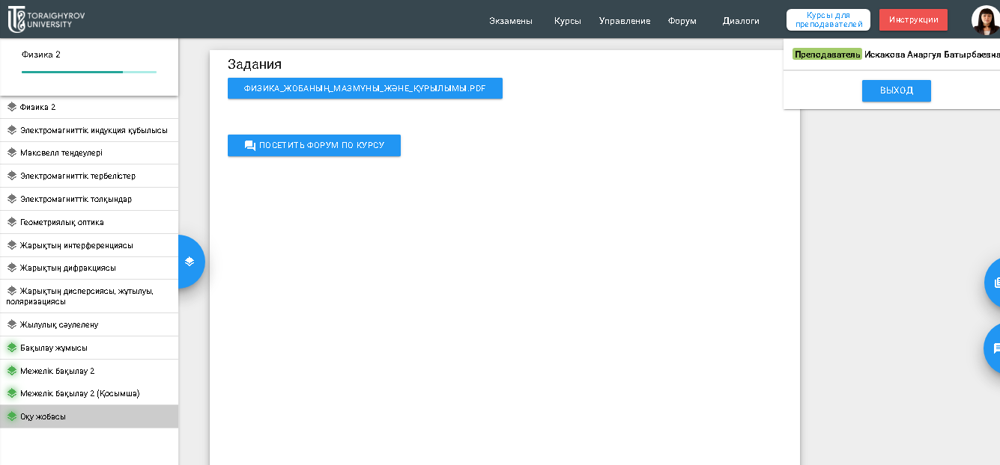 TORAIGHYROV
UNIVERSITY
Экзамены
Курсы
Управление
Форум
Диалоги
Курсы для
преподавателей
Инструкции
Преподаватель Искакова Анаргул Батырбаевна
ВЫХОД
Физика 2
Физика 2
Электромагниттік индукция құбылысы
Максвелл теңдеулері
Электромагниттік тербелістер
Электромагниттік толқындар
Геометриялық оптика
Жарықтың интерференциясы
Жарықтың дифракциясы
Жарықтың дисперсиясы, жұтылуы,
поляризациясы
Жылулық сәулелену
Бақылау жұмысы
Межелік бақылау 2
Межелік бақылау 2 (Қосымша)
Оқу жобасы
Задания
ФИЗИКА_ЖОБАНЫҢ_МАЗМҰНЫ_ЖӘНЕ_ҚҰРЫЛЫМЫ.PDF
ПОСЕТИТЬ ФОРУМ ПО КУРСУ